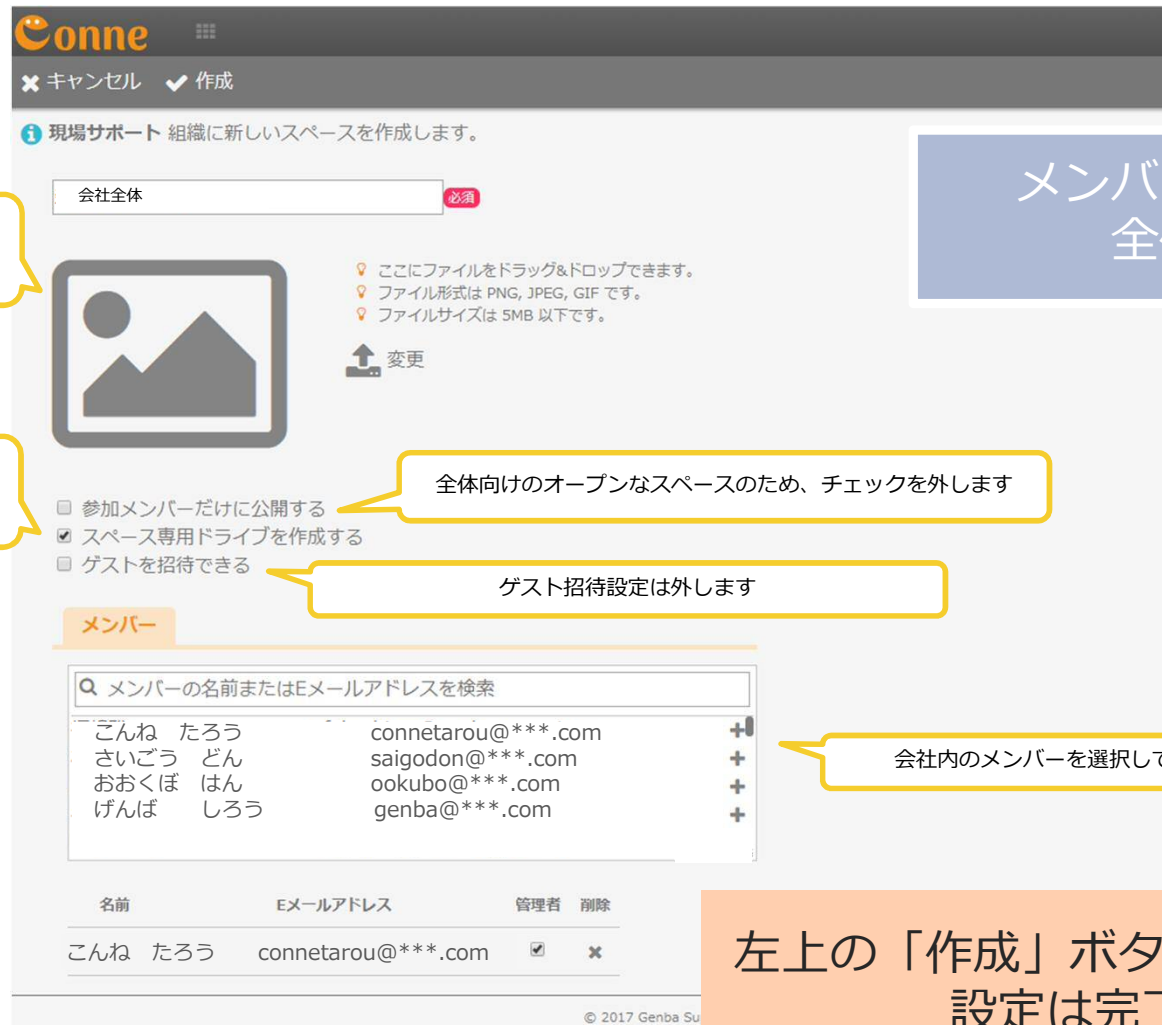 Conne
キャンセル 作成
現場サポート 組織に新しいスペースを作成します。
メンバ
会社全体
必須
ここにファイルをドラッグ&ドロップできます。
ファイル形式は PNG, JPEG, GIF です。
ファイルサイズは 5MB 以下です。
変更
全体向けのオープンなスペースのため、チェックを外します
参加メンバーだけに公開する
スペース専用ドライブを作成する
ゲストを招待できる
ゲスト招待設定は外します
メンバー
メンバーの名前またはEメールアドレスを検索
こんね たろう connetarou@***.com
さいごう どん saigodon@***.com
おおくぼ はん ookubo@***.com
げんば しろう genba@***.com
会社内のメンバーを選択して
名前 Eメールアドレス 管理者 削除
こんね たろう connetarou@***.com
左上の「作成」ボタ
設定は完了
© 2017 Genba Su